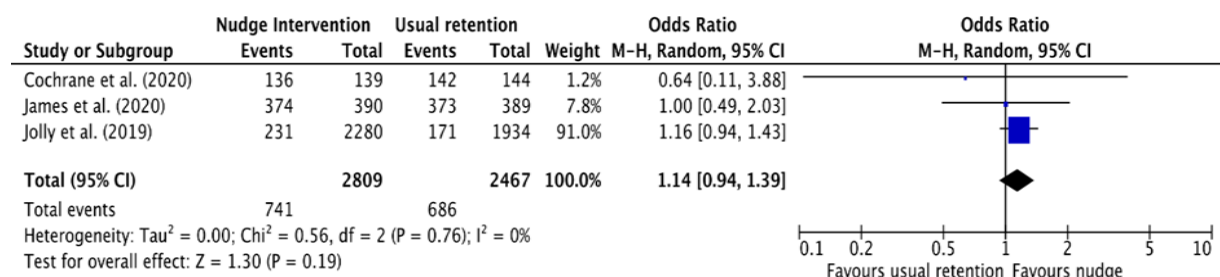 Nudge Intervention Usual retention Odds Ratio Odds Ratio
Study or Subgroup Events Total Events Total Weight M-H, Random, 95% CI M-H, Random, 95% CI
Cochrane et al. (2020) 136 139 142 144 1.2% 0.64 [0.11, 3.88]
James et al. (2020) 374 390 373 389 7.8% 1.00 [0.49, 2.03]
Jolly et al. (2019) 231 2280 171 1934 91.0% 1.16 [0.94, 1.43]
Total (95% CI) 2809 2467 100.0% 1.14 [0.94, 1.39]
Total events 741 686
Heterogeneity: Tau² = 0.00; Chi² = 0.56, df = 2 (P = 0.76); I² = 0%
Test for overall effect: Z = 1.30 (P = 0.19)
0.1 0.2 0.5 1 2 5 10
Favours usual retention Favours nudge